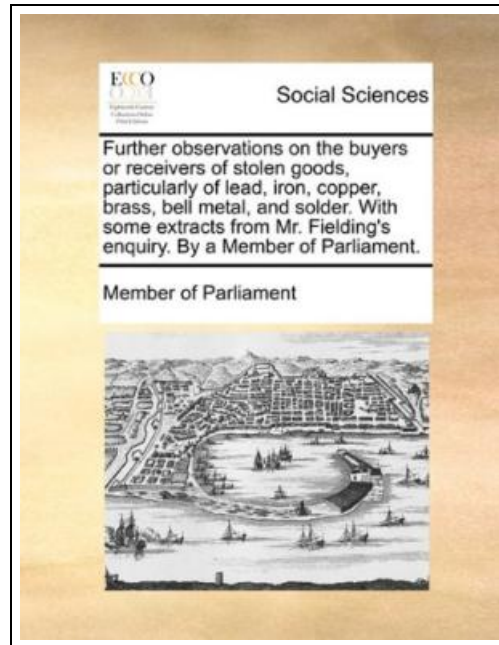 ECCO
Social Sciences
Further observations on the buyers
or receivers of stolen goods,
particularly of lead, iron, copper,
brass, bell metal, and solder. With
some extracts from Mr. Fielding's
enquiry. By a Member of Parliament.
Member of Parliament